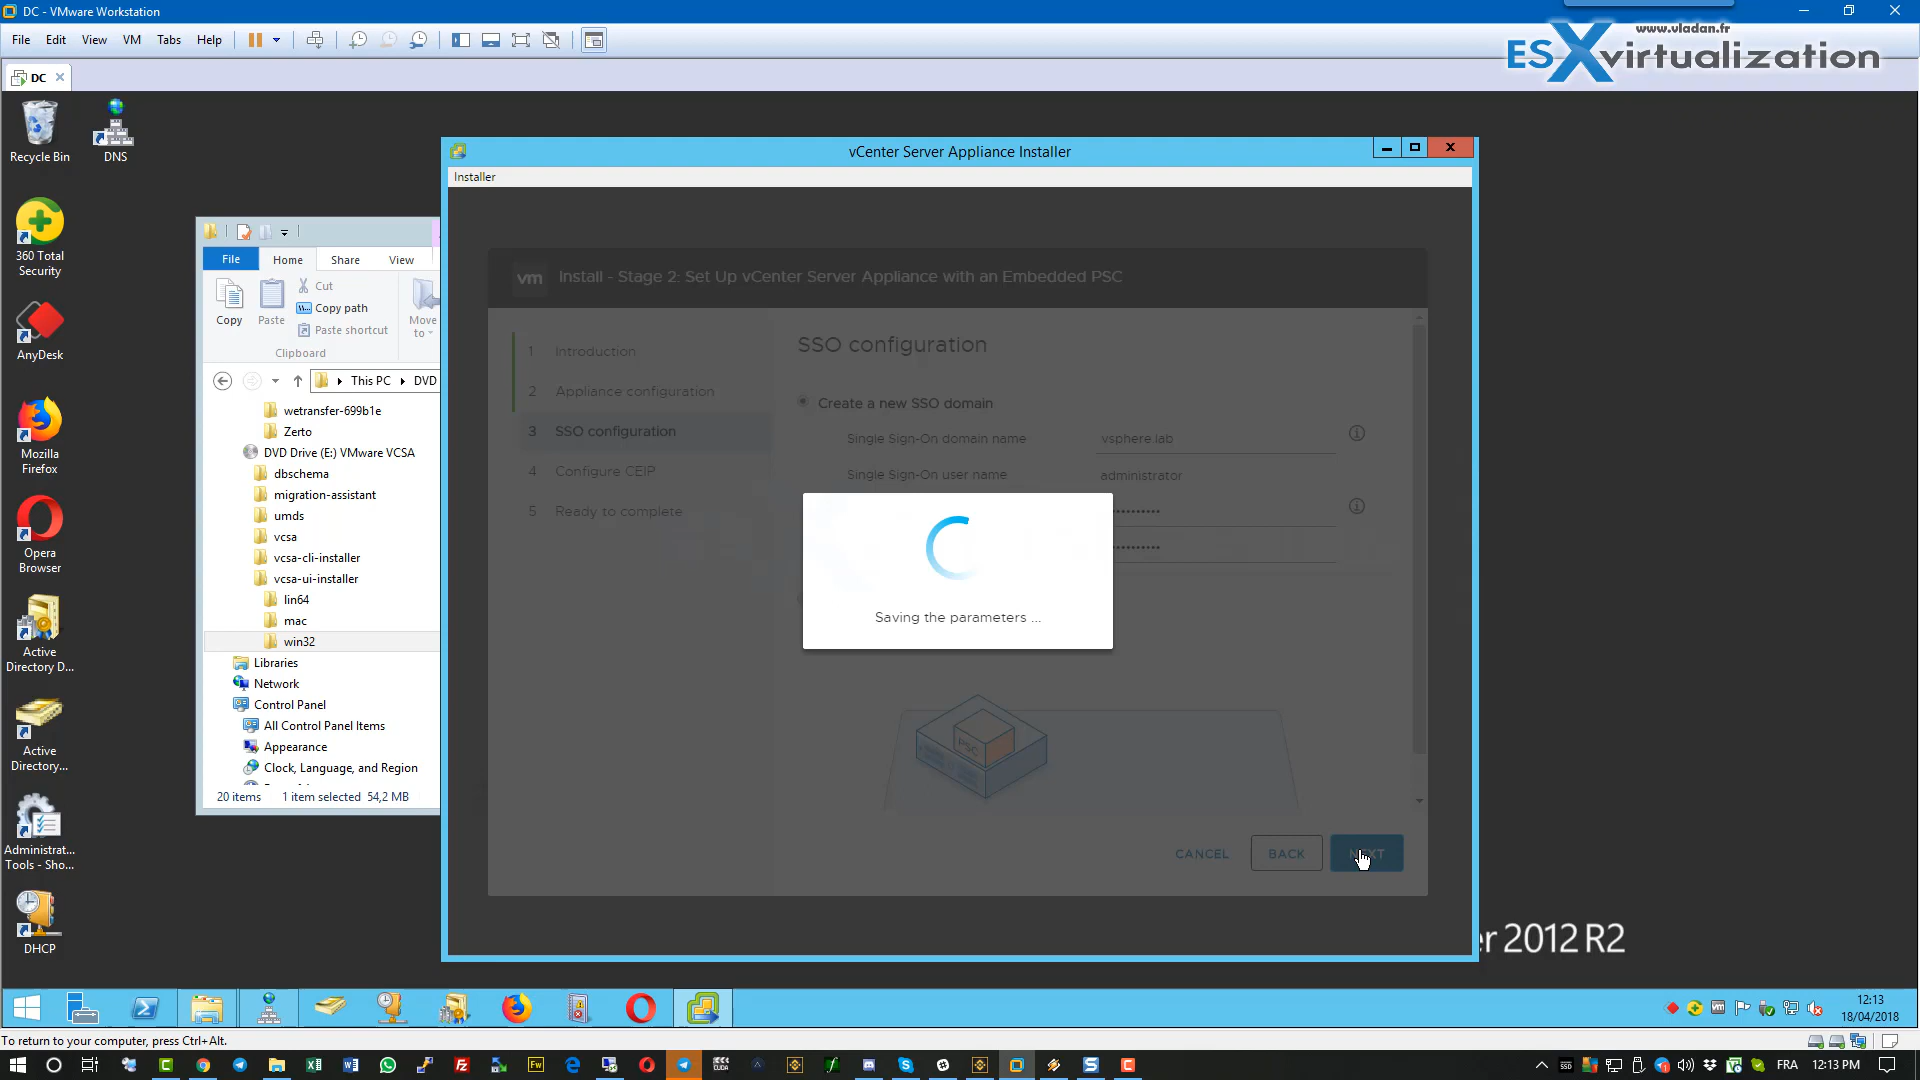 DC - VMware Workstation
File Edit View VM Tabs Help
www.vladan.fr
ESXvirtualization
DC
Recycle Bin
DNS
360 Total
Security
AnyDesk
Mozilla
Firefox
Opera
Browser
Active
Directory D...
Active
Directory...
Administrat...
Tools - Sho...
DHCP
File Home Share View
Copy
Paste
Cut
Copy path
Paste shortcut
Move
to
Clipboard
This PC DVD
wetransfer-699b1e
Zerto
DVD Drive (E:) VMware VCSA
dbschema
migration-assistant
umds
vcsa
vcsa-cli-installer
vcsa-ui-installer
lin64
mac
win32
Libraries
Network
Control Panel
All Control Panel Items
Appearance
Clock, Language, and Region
20 items 1 item selected 54,2 MB
vCenter Server Appliance Installer
Installer
vm Install - Stage 2: Set Up vCenter Server Appliance with an Embedded PSC
1 Introduction
2 Appliance configuration
3 SSO configuration
4 Configure CEIP
5 Ready to complete
SSO configuration
Create a new SSO domain
Single Sign-On domain name vsphere.lab
Single Sign-On user name administrator
Saving the parameters ...
PSC
CANCEL BACK NEXT
er 2012 R2
12:13
18/04/2018
To return to your computer, press Ctrl+Alt.
FRA 12:13 PM